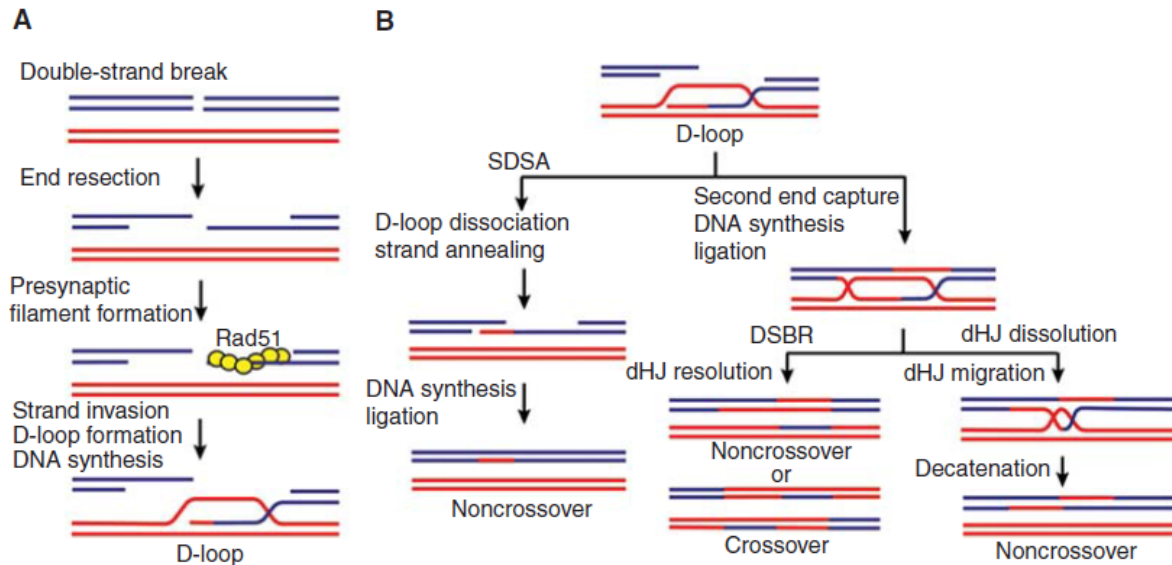 A
Double-strand break
End resection
Presynaptic
filament formation
Rad51
Strand invasion
D-loop formation
DNA synthesis
D-loop
B
D-loop
SDSA
D-loop dissociation
strand annealing
DNA synthesis
ligation
Noncrossover
Second end capture
DNA synthesis
ligation
DSBR
dHJ resolution
Noncrossover
or
Crossover
dHJ dissolution
dHJ migration
Decatenation
Noncrossover